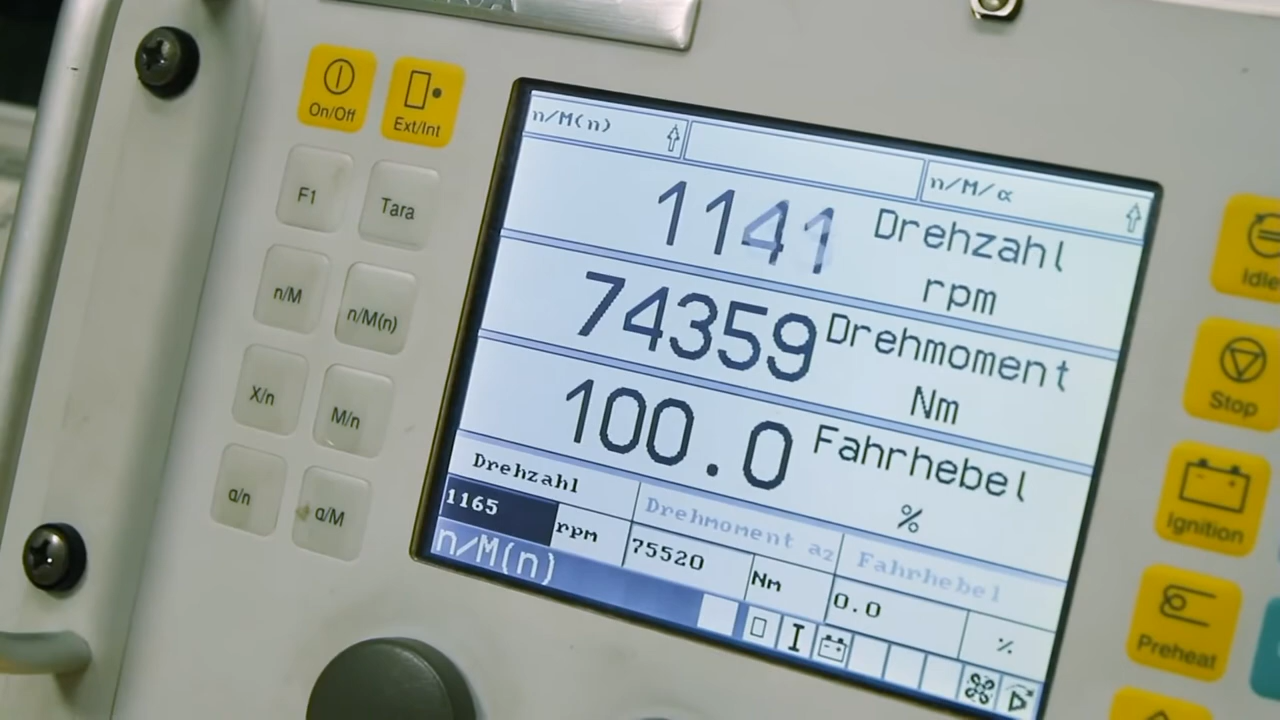 On/Off
Ext/Int
F1
Tara
n/M
n/M(n)
X/n
M/n
α/n
α/M
n/M(n)
n/M/α
1141 Drehzahl
rpm
74359 Drehmoment
Nm
100.0 Fahrhebel
%
Drehzahl
1165 rpm
Drehmoment a2
75520 Nm
Fahrhebel
0.0 %
n/M(n)
Idle
Stop
Ignition
Preheat